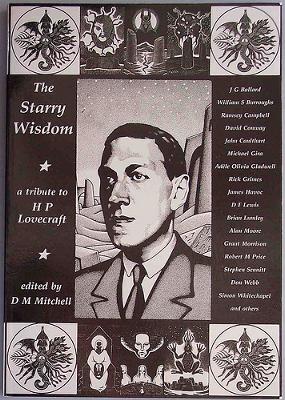 The
Starry
Wisdom
a tribute to
H P
Lovecraft
edited by
D M Mitchell
J G Ballard
William S Burroughs
Ramsey Campbell
David Conway
John Coulthart
Michael Gira
Adèle Olivia Gladwell
Rick Grimes
James Havoc
D F Lewis
Brian Lumley
Alan Moore
Grant Morrison
Robert M Price
Stephen Sennitt
Don Webb
Simon Whitechapel
and others